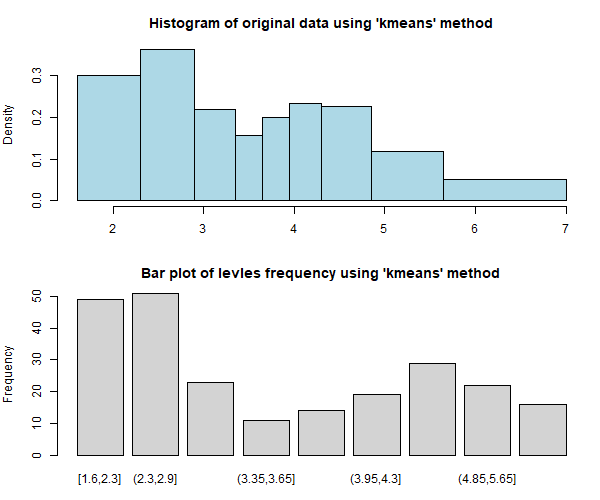 Histogram of original data using 'kmeans' method
Density
0.3
0.2
0.1
0.0
2 3 4 5 6 7
Bar plot of levles frequency using 'kmeans' method
Frequency
50
40
30
20
10
0
[1.6,2.3] (2.3,2.9] (3.35,3.65] (3.95,4.3] (4.85,5.65]